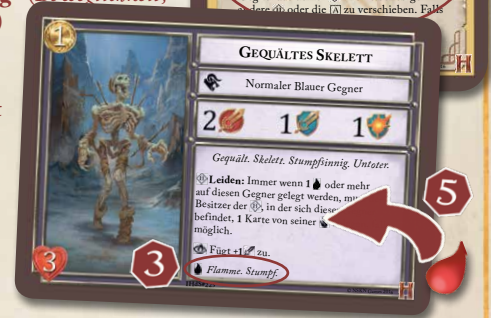 oder die A zu verschieben. Falls
1
GEQUÄLTES SKELETT
Normaler Blauer Gegner
2 1 1
Gequält. Skelett. Stumpfsinnig. Untoter.
Leiden: Immer wenn 1 oder mehr
auf diesen Gegner gelegt werden, mu
Besitzer der , in der sich diese
befindet, 1 Karte von seiner
möglich.
Fügt +1 zu.
Flamme. Stumpf.
3
3
5
H
H